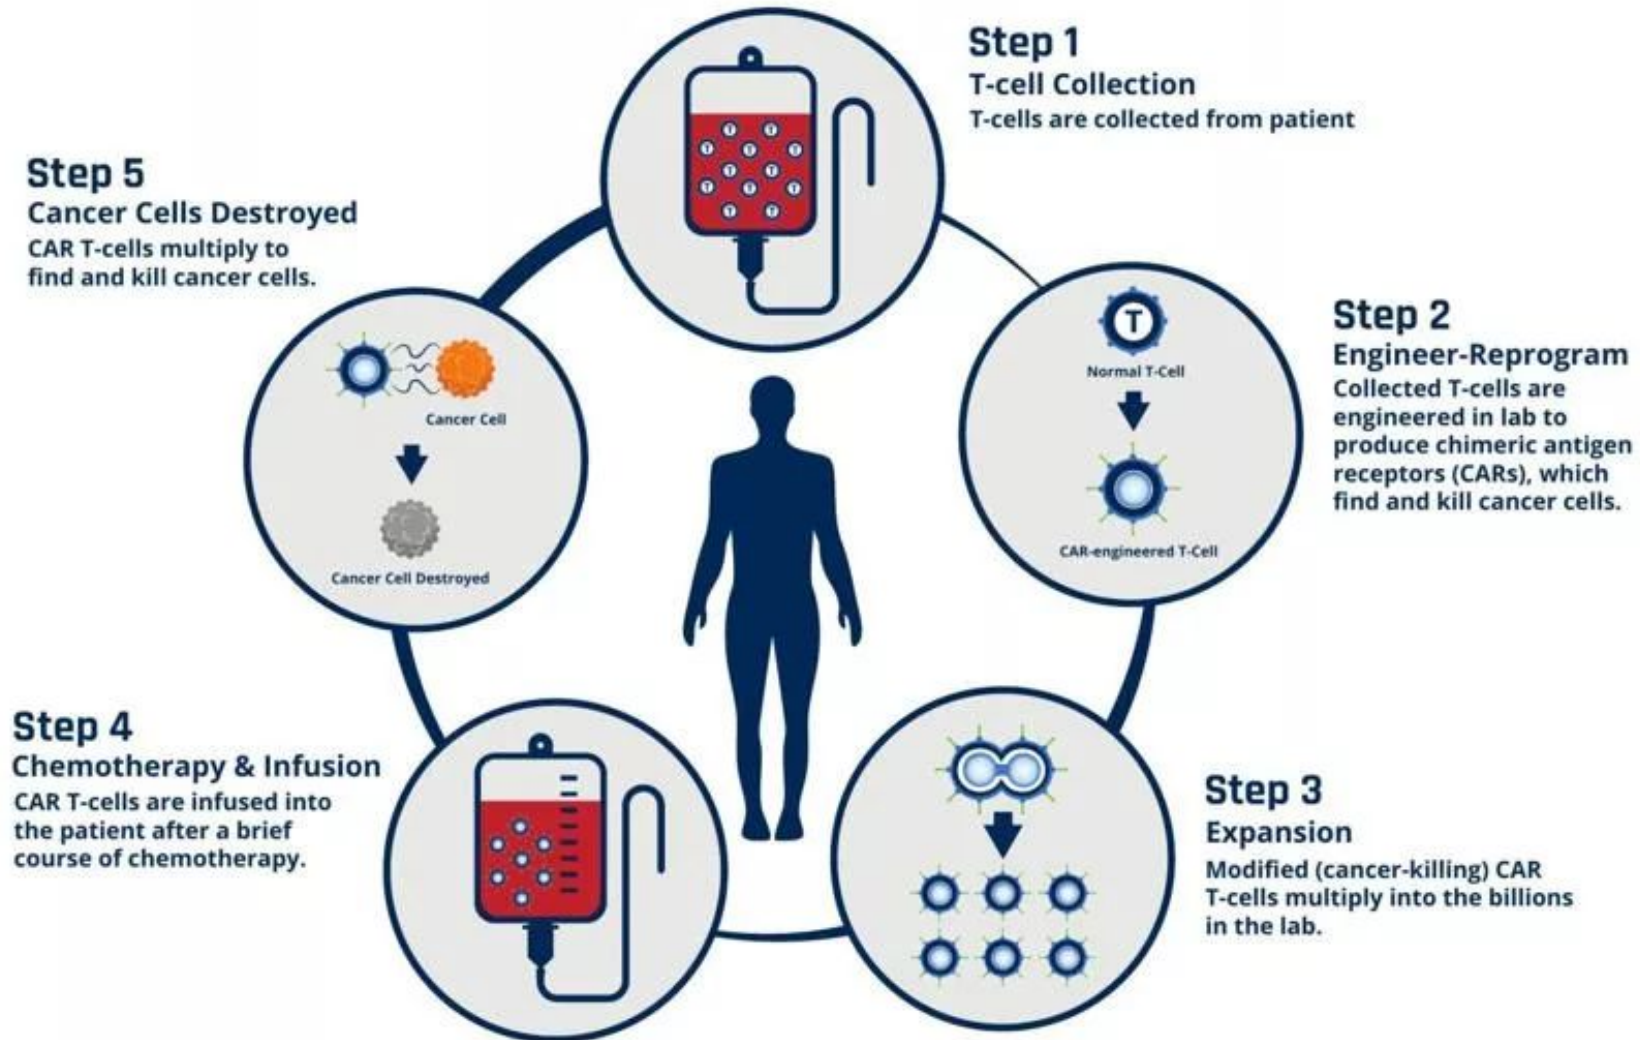 Step 1
T-cell Collection
T-cells are collected from patient
T
T
T
T
T
T
T
T
T
T
T
T
Step 2
Engineer-Reprogram
Collected T-cells are
engineered in lab to
produce chimeric antigen
receptors (CARs), which
find and kill cancer cells.
T
Normal T-Cell
CAR-engineered T-Cell
Step 3
Expansion
Modified (cancer-killing) CAR
T-cells multiply into the billions
in the lab.
Step 4
Chemotherapy & Infusion
CAR T-cells are infused into
the patient after a brief
course of chemotherapy.
Step 5
Cancer Cells Destroyed
CAR T-cells multiply to
find and kill cancer cells.
Cancer Cell
Cancer Cell Destroyed